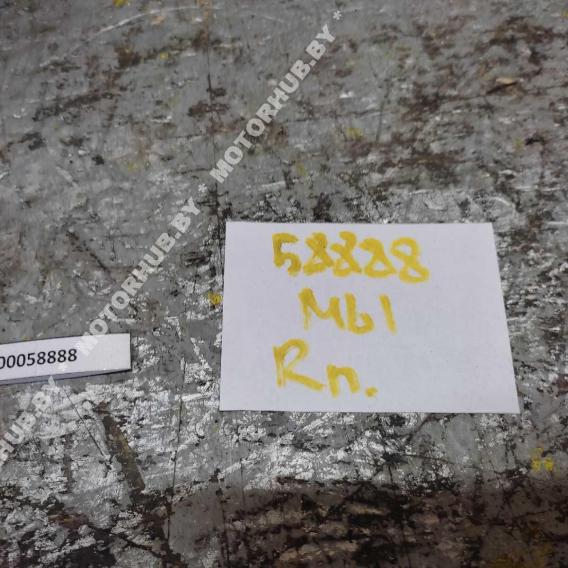 * MOTORHUB.BY * MOTORHUB.BY *
58888
Мы
Rn.
00058888